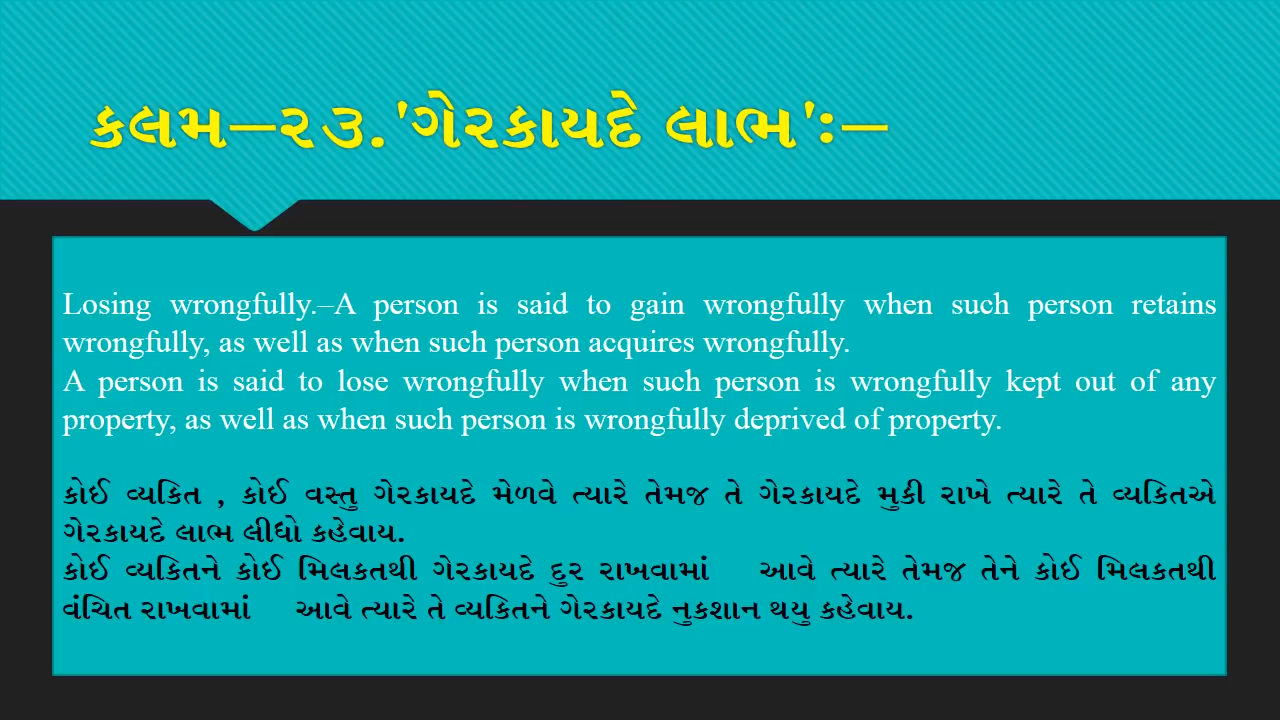 કલમ–૨૩.'ગેરકાયદે લાભ':–
Losing wrongfully.–A person is said to gain wrongfully when such person retains
wrongfully, as well as when such person acquires wrongfully.
A person is said to lose wrongfully when such person is wrongfully kept out of any
property, as well as when such person is wrongfully deprived of property.
કોઈ વ્યકિત , કોઈ વસ્તુ ગેરકાયદે મેળવે ત્યારે તેમજ તે ગેરકાયદે મુકી રાખે ત્યારે તે વ્યકિતએ
ગેરકાયદે લાભ લીધો કહેવાય.
કોઈ વ્યકિતને કોઈ મિલકતથી ગેરકાયદે દુર રાખવામાં આવે ત્યારે તેમજ તેને કોઈ મિલકતથી
વંચિત રાખવામાં આવે ત્યારે તે વ્યકિતને ગેરકાયદે નુકશાન થયુ કહેવાય.